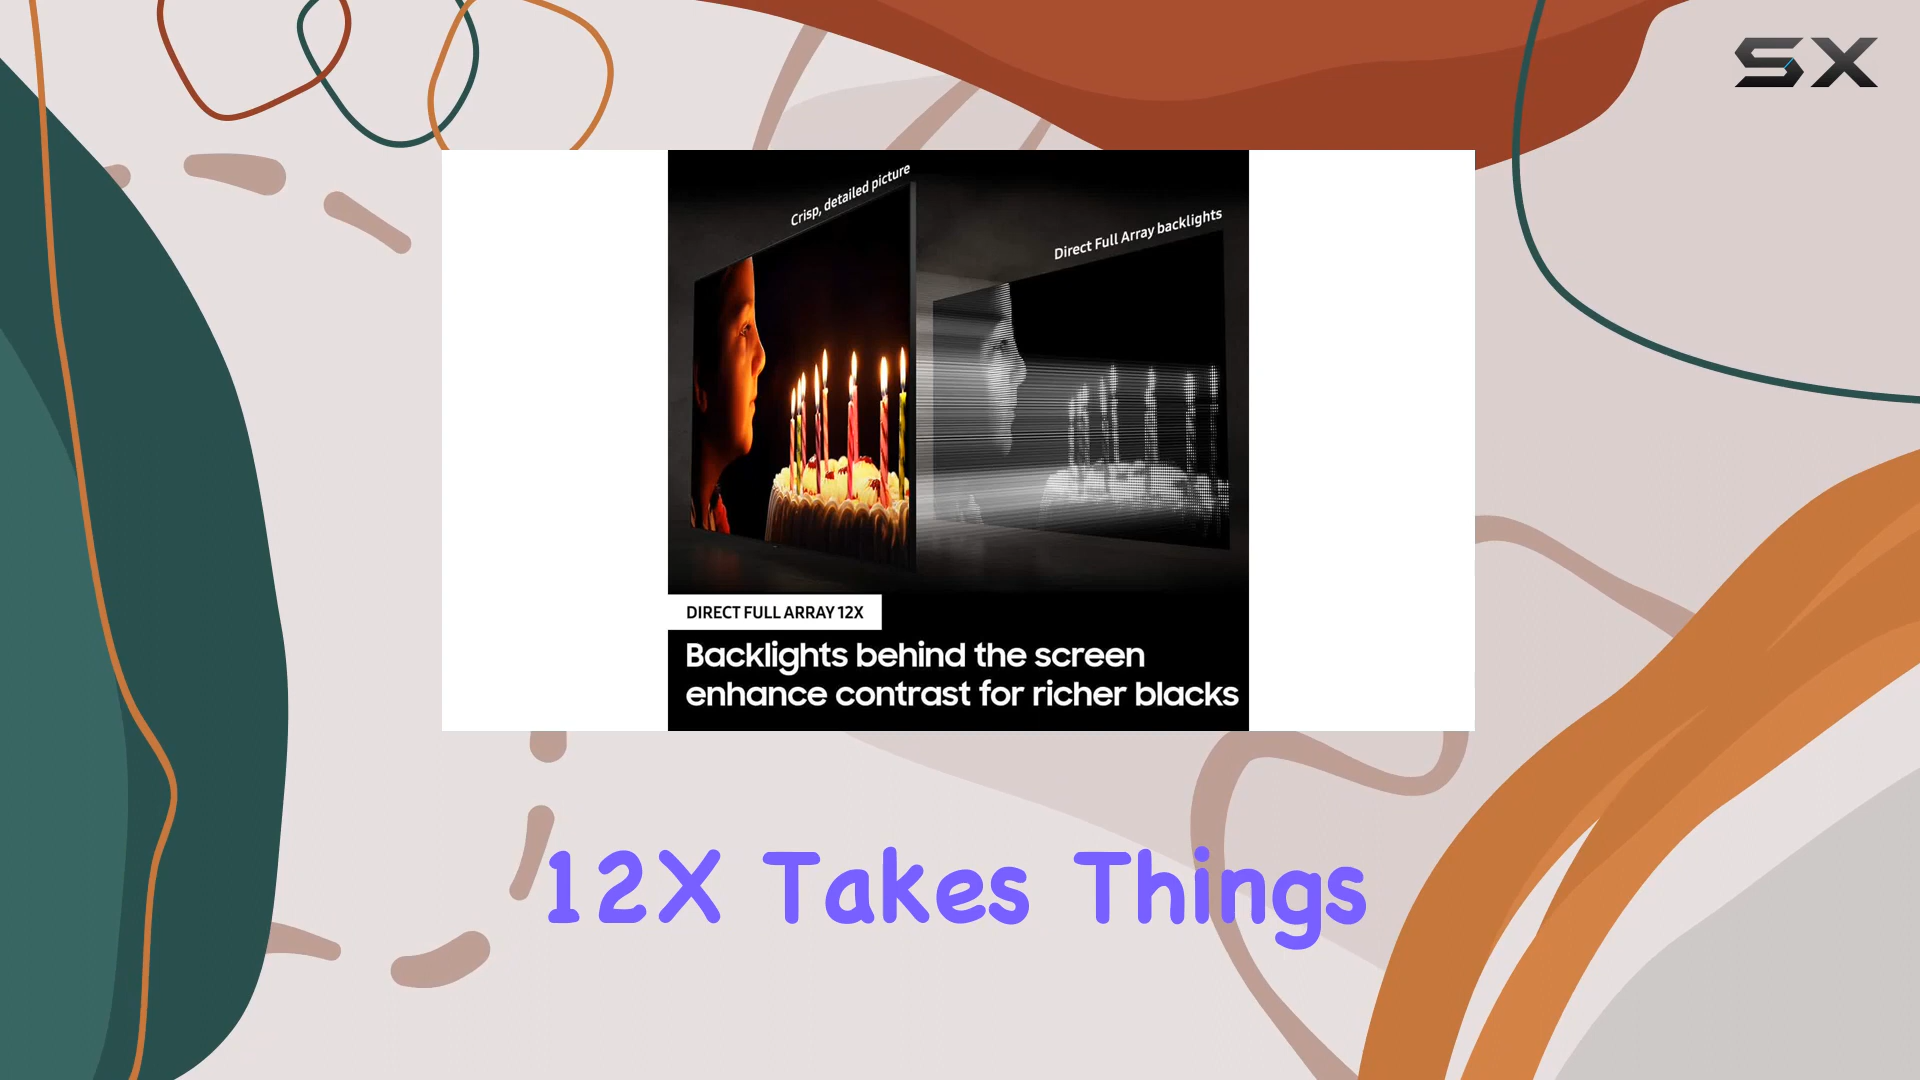 SX
Crisp, detailed picture
Direct Full Array backlights
DIRECT FULL ARRAY 12X
Backlights behind the screen
enhance contrast for richer blacks
12X Takes Things